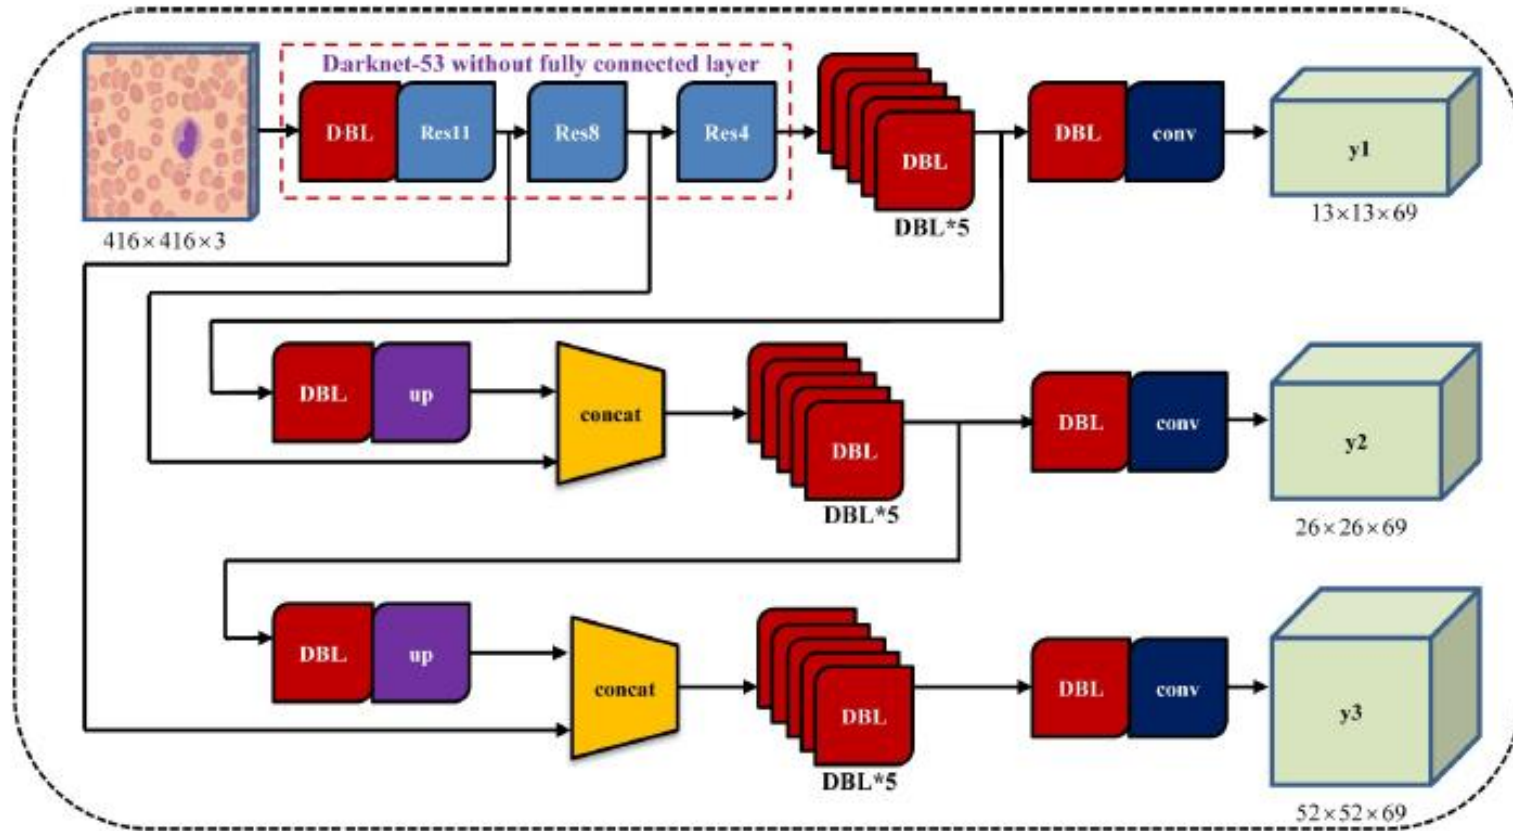 Darknet-53 without fully connected layer
DBL
Res11
Res8
Res4
DBL
DBL*5
DBL
conv
y1
416×416×3
13×13×69
DBL
up
concat
DBL
DBL*5
DBL
conv
y2
26×26×69
DBL
up
concat
DBL
DBL*5
DBL
conv
y3
52×52×69